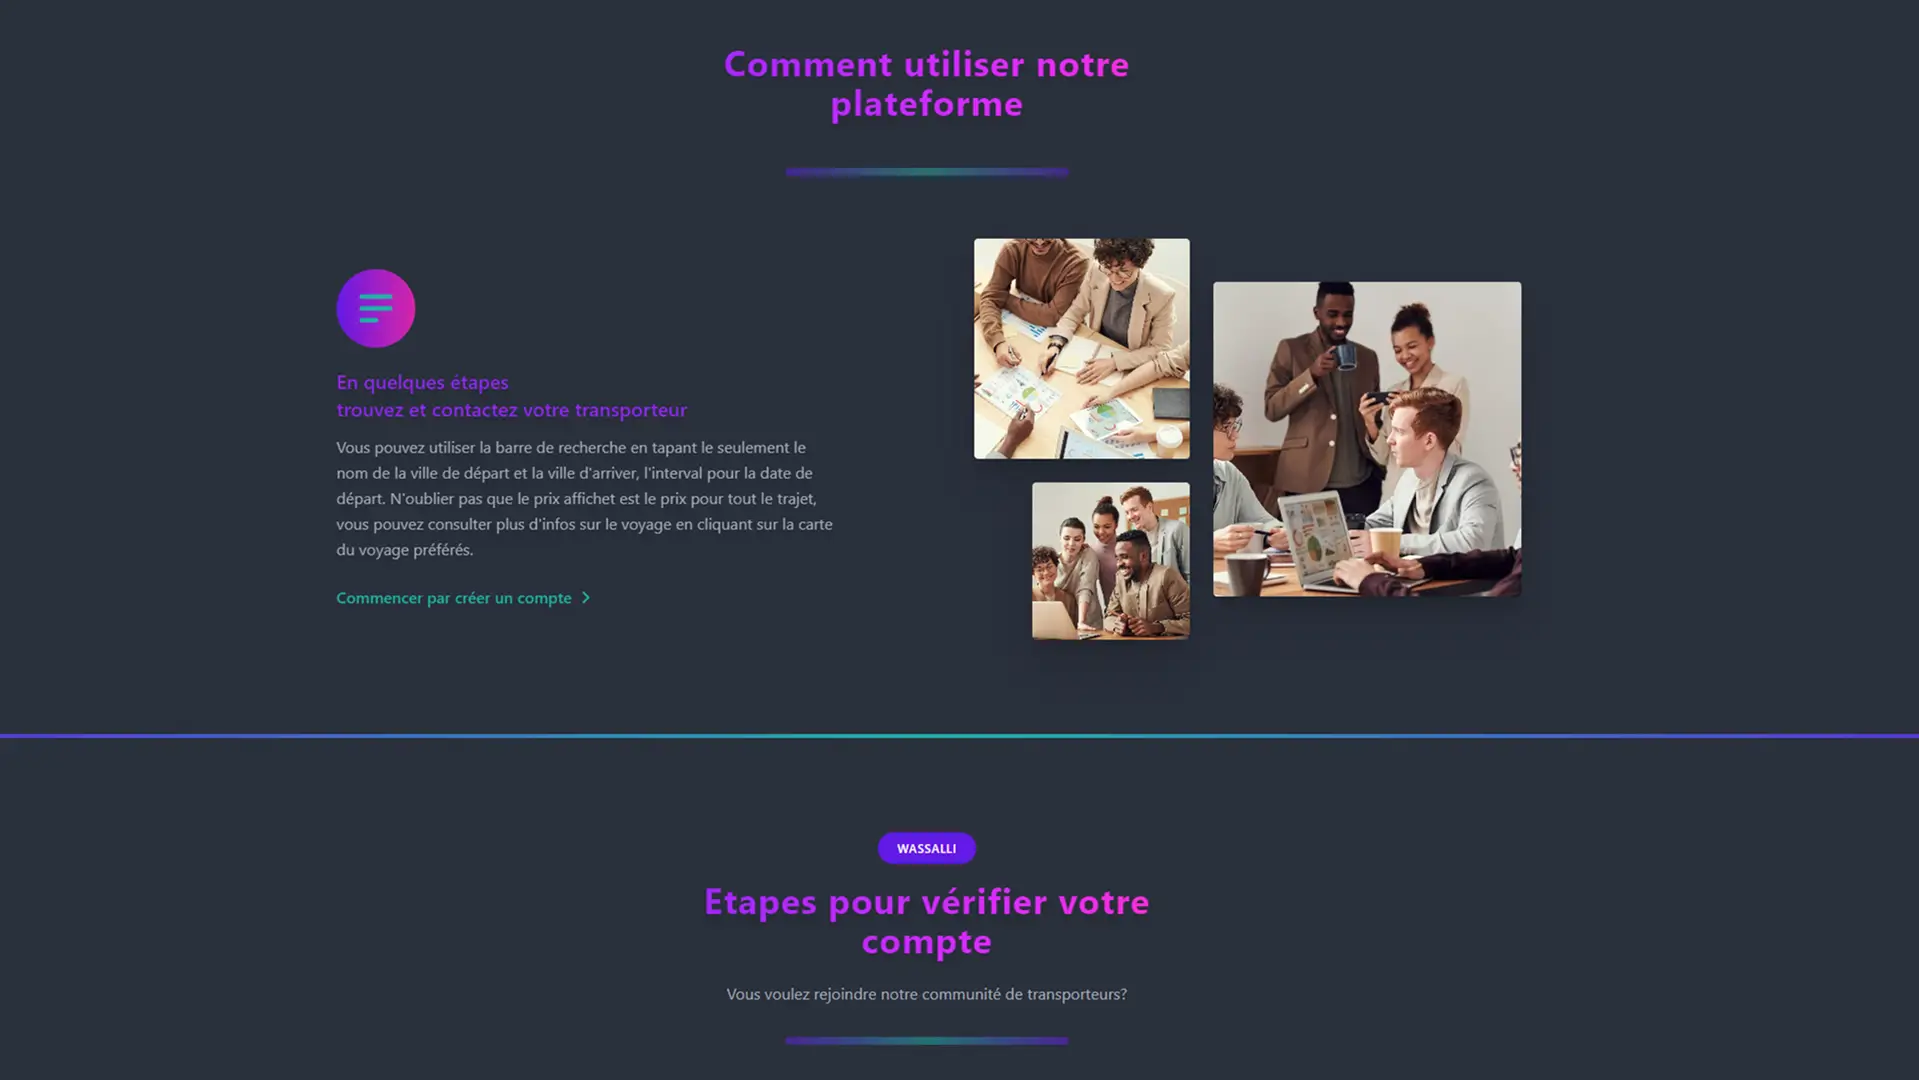 Comment utiliser notre
plateforme
En quelques étapes
trouvez et contactez votre transporteur
Vous pouvez utiliser la barre de recherche en tapant le seulement le
nom de la ville de départ et la ville d'arriver, l'interval pour la date de
départ. N'oublier pas que le prix affichet est le prix pour tout le trajet,
vous pouvez consulter plus d'infos sur le voyage en cliquant sur la carte
du voyage préférés.
Commencer par créer un compte
WASSALLI
Etapes pour vérifier votre
compte
Vous voulez rejoindre notre communité de transporteurs?